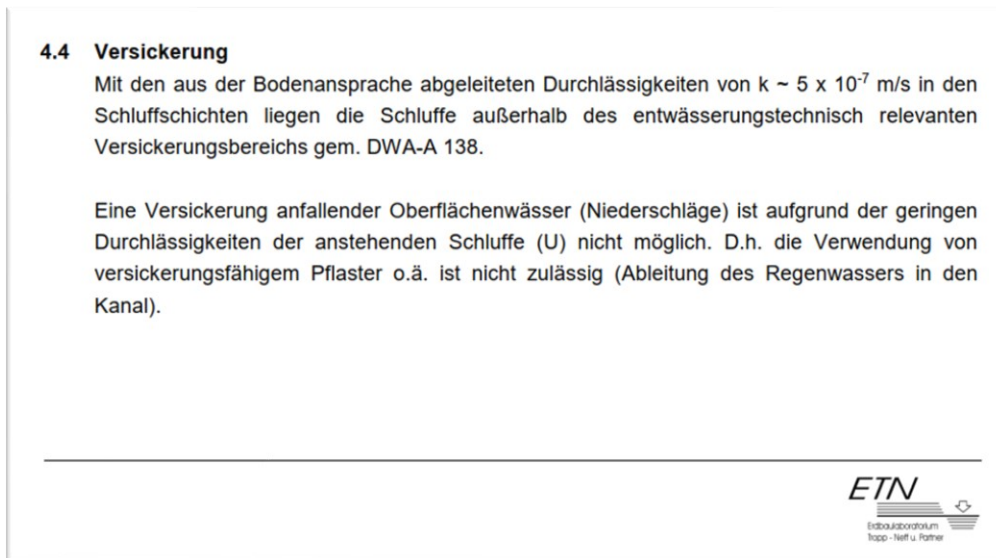 4.4 Versickerung
Mit den aus der Bodenansprache abgeleiteten Durchlässigkeiten von k ~ 5 x 10⁻⁷ m/s in den
Schluffschichten liegen die Schluffe außerhalb des entwässerungstechnisch relevanten
Versickerungsbereichs gem. DWA-A 138.
Eine Versickerung anfallender Oberflächenwässer (Niederschläge) ist aufgrund der geringen
Durchlässigkeiten der anstehenden Schluffe (U) nicht möglich. D.h. die Verwendung von
versickerungsfähigem Pflaster o.ä. ist nicht zulässig (Ableitung des Regenwassers in den
Kanal).
ETN
Erdbaulaboratorium
Tropp - Neff u. Partner